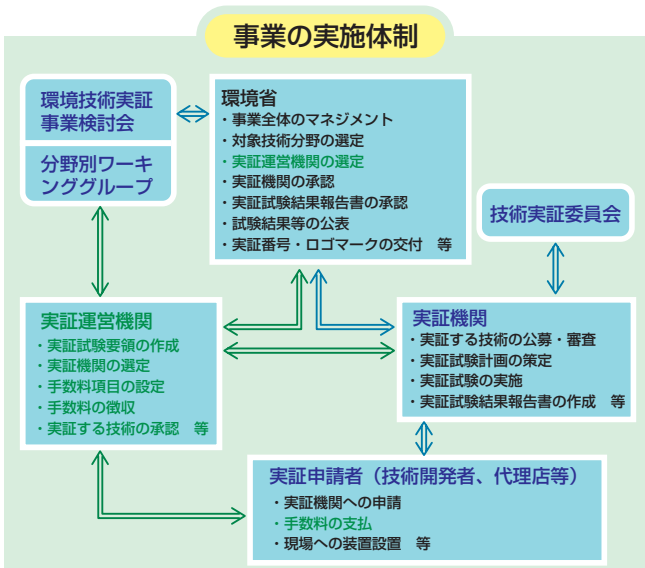 事業の実施体制
環境技術実証
事業検討会
分野別ワーキ
ンググループ
環境省
・事業全体のマネジメント
・対象技術分野の選定
・実証運営機関の選定
・実証機関の承認
・実証試験結果報告書の承認
・試験結果等の公表
・実証番号・ロゴマークの交付　等
技術実証委員会
実証運営機関
・実証試験要領の作成
・実証機関の選定
・手数料項目の設定
・手数料の徴収
・実証する技術の承認　等
実証機関
・実証する技術の公募・審査
・実証試験計画の策定
・実証試験の実施
・実証試験結果報告書の作成　等
実証申請者（技術開発者、代理店等）
・実証機関への申請
・手数料の支払
・現場への装置設置　等